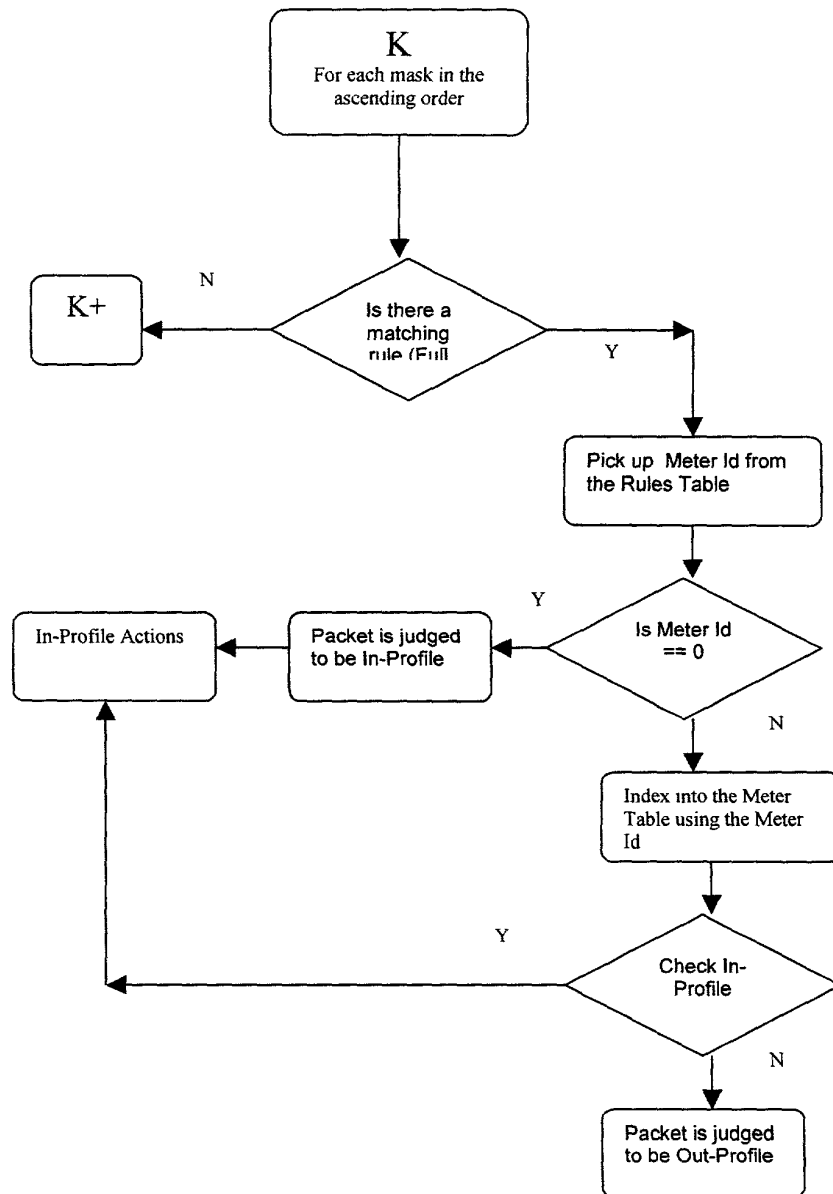 K
For each mask in the
ascending order
N
K+
Is there a
matching
rule (Full
Y
Pick up Meter Id from
the Rules Table
Y
In-Profile Actions
Packet is judged
to be In-Profile
Is Meter Id
== 0
N
Index into the Meter
Table using the Meter
Id
Y
Check In-
Profile
N
Packet is judged
to be Out-Profile